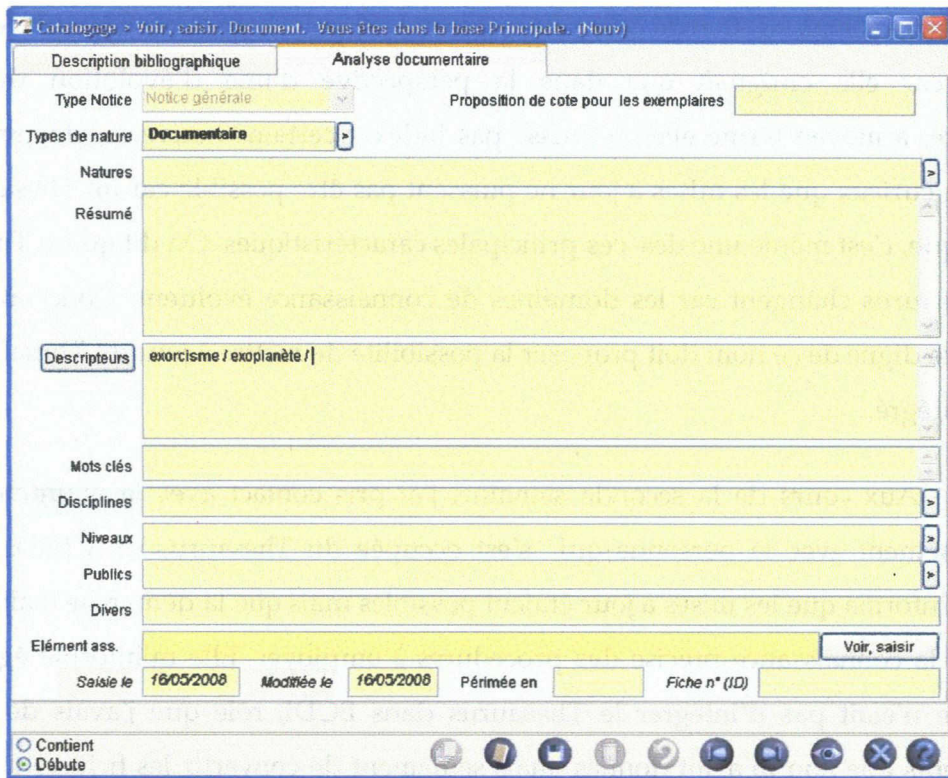 Catalogage > Voir, saisir. Document. Vous êtes dans la base Principale. (Nouv)
Description bibliographique Analyse documentaire
Type Notice Notice générale Proposition de cote pour les exemplaires
Types de nature Documentaire
Natures
Résumé
Descripteurs exorcisme / exoplanète /
Mots clés
Disciplines
Niveaux
Publics
Divers
Elément ass. Voir, saisir
Saisie le 16/05/2008 Modifiée le 16/05/2008 Périmée en Fiche n° (ID)
Contient
Débute